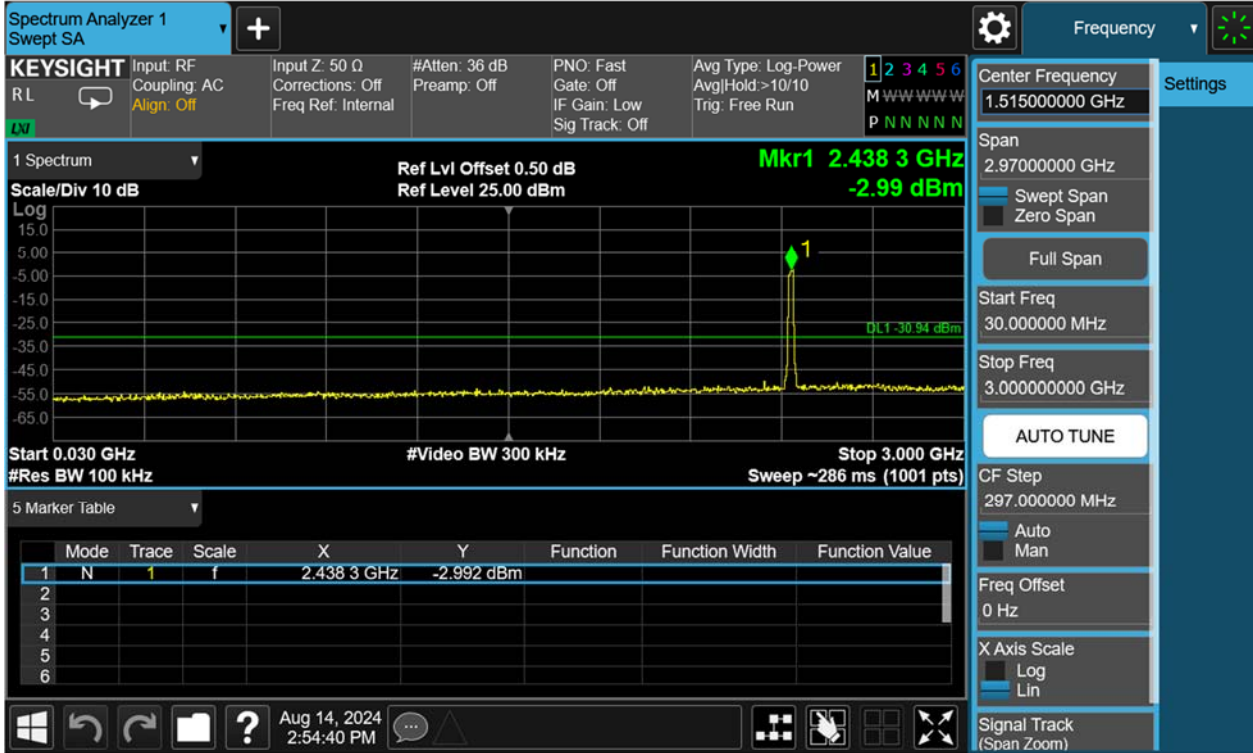 Spectrum Analyzer 1
Swept SA
+
Frequency
KEYSIGHT
RL
LXI
Input: RF
Coupling: AC
Align: Off
Input Z: 50 Ω
Corrections: Off
Freq Ref: Internal
#Atten: 36 dB
Preamp: Off
PNO: Fast
Gate: Off
IF Gain: Low
Sig Track: Off
Avg Type: Log-Power
Avg|Hold:>10/10
Trig: Free Run
1 2 3 4 5 6
M W W W W W
P N N N N N
1 Spectrum
Scale/Div 10 dB
Ref Lvl Offset 0.50 dB
Ref Level 25.00 dBm
Mkr1 2.438 3 GHz
-2.99 dBm
Log
15.0
5.00
-5.00
-15.0
-25.0
-35.0
-45.0
-55.0
-65.0
1
DL1 -30.94 dBm
Start 0.030 GHz
#Video BW 300 kHz
Stop 3.000 GHz
#Res BW 100 kHz
Sweep ~286 ms (1001 pts)
5 Marker Table
Mode Trace Scale X Y Function Function Width Function Value
1 N 1 f 2.438 3 GHz -2.992 dBm
2
3
4
5
6
?
Aug 14, 2024
2:54:40 PM
Center Frequency
1.515000000 GHz
Settings
Span
2.97000000 GHz
Swept Span
Zero Span
Full Span
Start Freq
30.000000 MHz
Stop Freq
3.000000000 GHz
AUTO TUNE
CF Step
297.000000 MHz
Auto
Man
Freq Offset
0 Hz
X Axis Scale
Log
Lin
Signal Track
(Span Zoom)